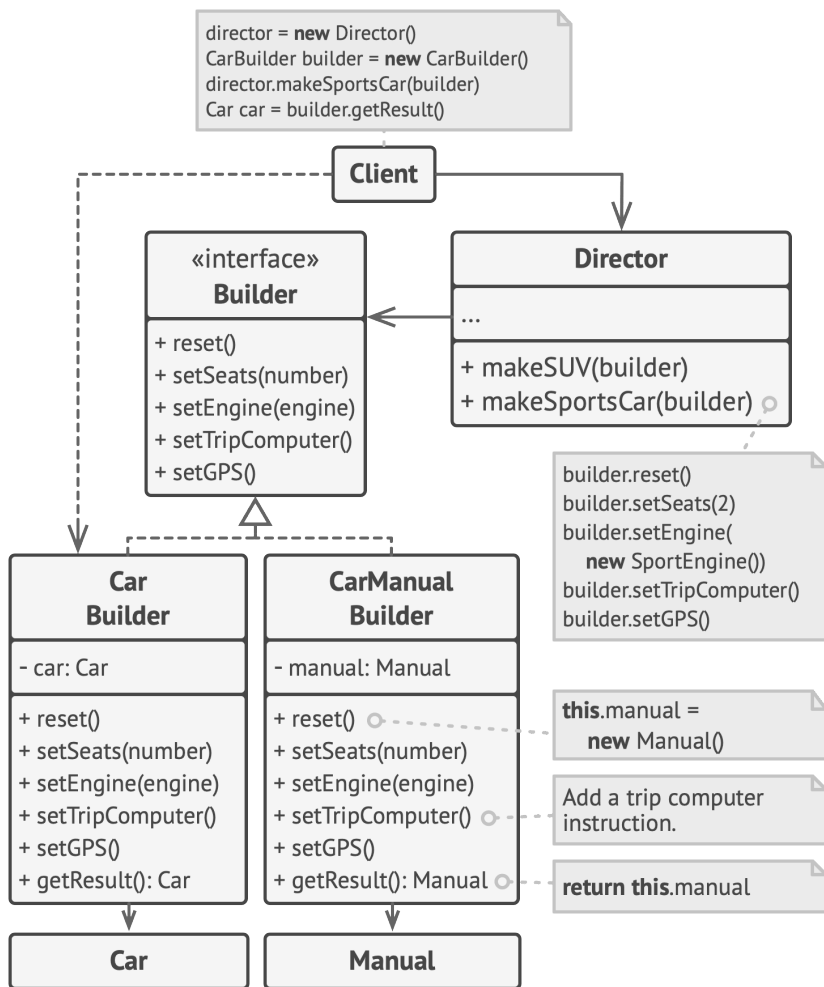 director = new Director()
CarBuilder builder = new CarBuilder()
director.makeSportsCar(builder)
Car car = builder.getResult()
Client
«interface»
Builder
+ reset()
+ setSeats(number)
+ setEngine(engine)
+ setTripComputer()
+ setGPS()
Director
...
+ makeSUV(builder)
+ makeSportsCar(builder)
builder.reset()
builder.setSeats(2)
builder.setEngine(
new SportEngine())
builder.setTripComputer()
builder.setGPS()
Car
Builder
- car: Car
+ reset()
+ setSeats(number)
+ setEngine(engine)
+ setTripComputer()
+ setGPS()
+ getResult(): Car
CarManual
Builder
- manual: Manual
+ reset()
+ setSeats(number)
+ setEngine(engine)
+ setTripComputer()
+ setGPS()
+ getResult(): Manual
this.manual =
new Manual()
Add a trip computer
instruction.
return this.manual
Car
Manual